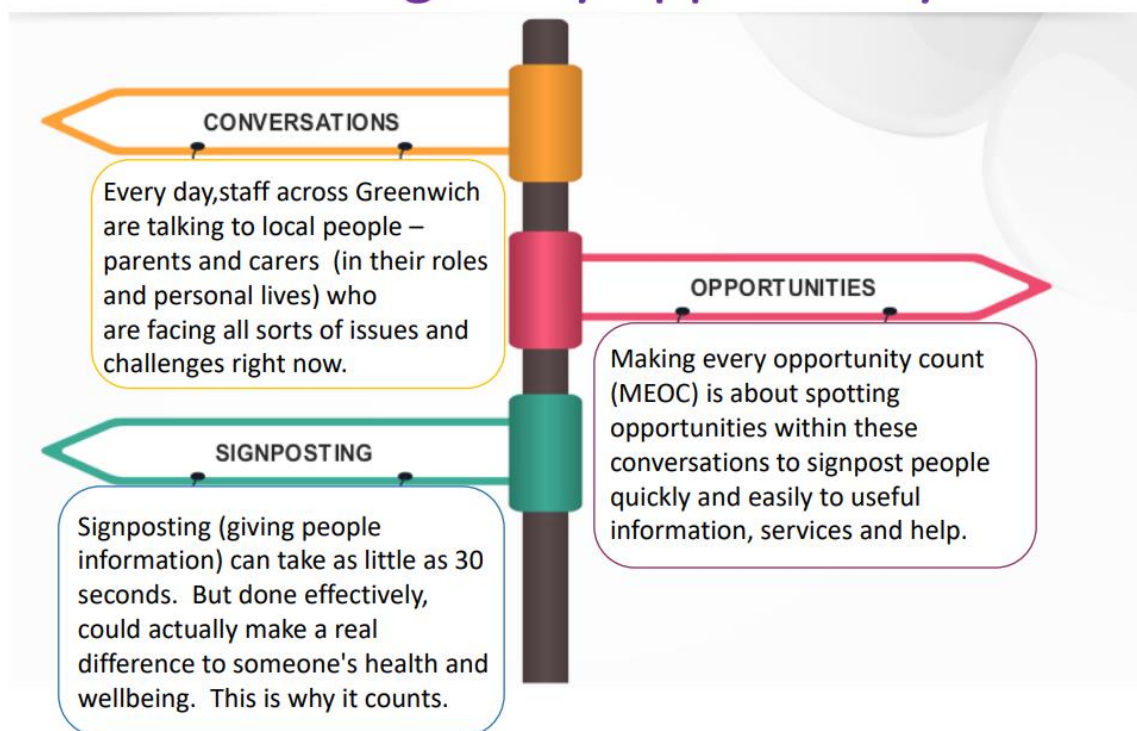 CONVERSATIONS
Every day,staff across Greenwich
are talking to local people –
parents and carers (in their roles
and personal lives) who
are facing all sorts of issues and
challenges right now.
OPPORTUNITIES
Making every opportunity count
(MEOC) is about spotting
opportunities within these
conversations to signpost people
quickly and easily to useful
information, services and help.
SIGNPOSTING
Signposting (giving people
information) can take as little as 30
seconds. But done effectively,
could actually make a real
difference to someone's health and
wellbeing. This is why it counts.